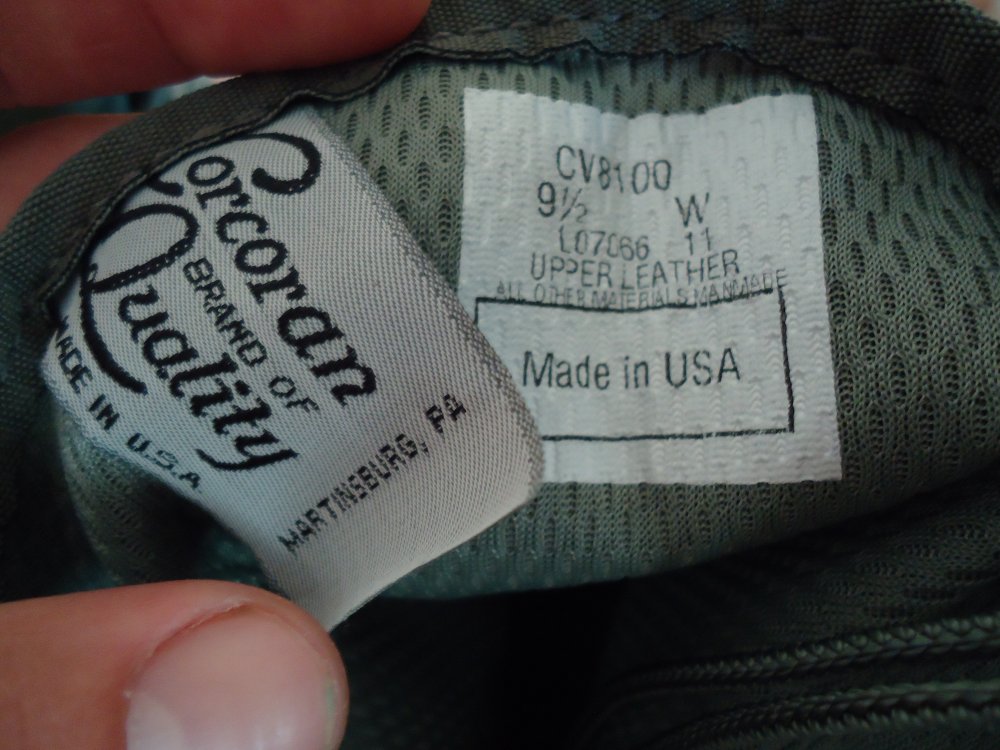 Corcoran
BRAND OF
Quality
MADE IN U.S.A
MARTINSBURG, PA
CV8100
9½ W
L07066 11
UPPER LEATHER
ALL OTHER MATERIALS MANMADE
Made in USA